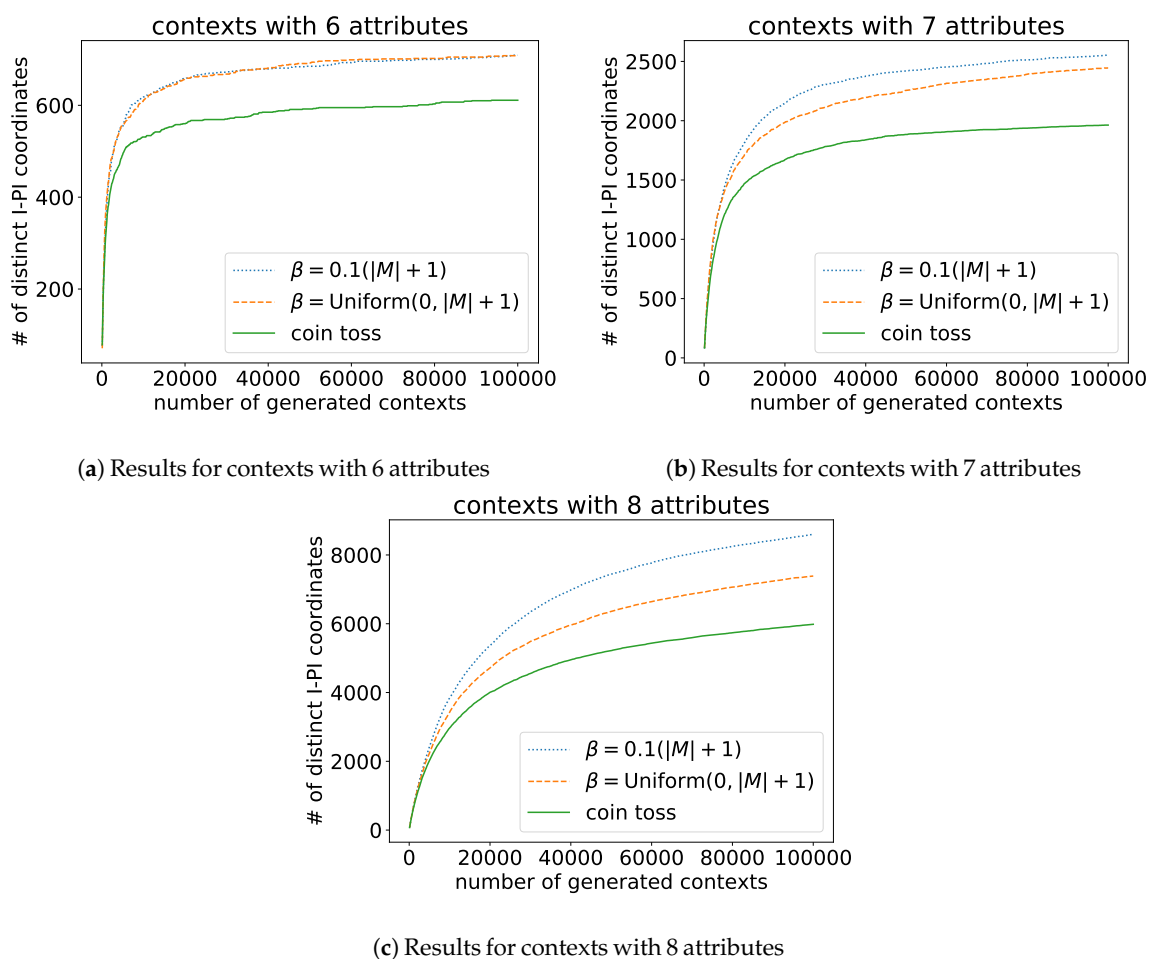 contexts with 6 attributes
# of distinct I-PI coordinates
600
400
200
β = 0.1(|M| + 1)
β = Uniform(0, |M| + 1)
coin toss
0 20000 40000 60000 80000 100000
number of generated contexts
(a) Results for contexts with 6 attributes
contexts with 7 attributes
# of distinct I-PI coordinates
2500
2000
1500
1000
500
0
β = 0.1(|M| + 1)
β = Uniform(0, |M| + 1)
coin toss
0 20000 40000 60000 80000 100000
number of generated contexts
(b) Results for contexts with 7 attributes
contexts with 8 attributes
# of distinct I-PI coordinates
8000
6000
4000
2000
0
β = 0.1(|M| + 1)
β = Uniform(0, |M| + 1)
coin toss
0 20000 40000 60000 80000 100000
number of generated contexts
(c) Results for contexts with 8 attributes